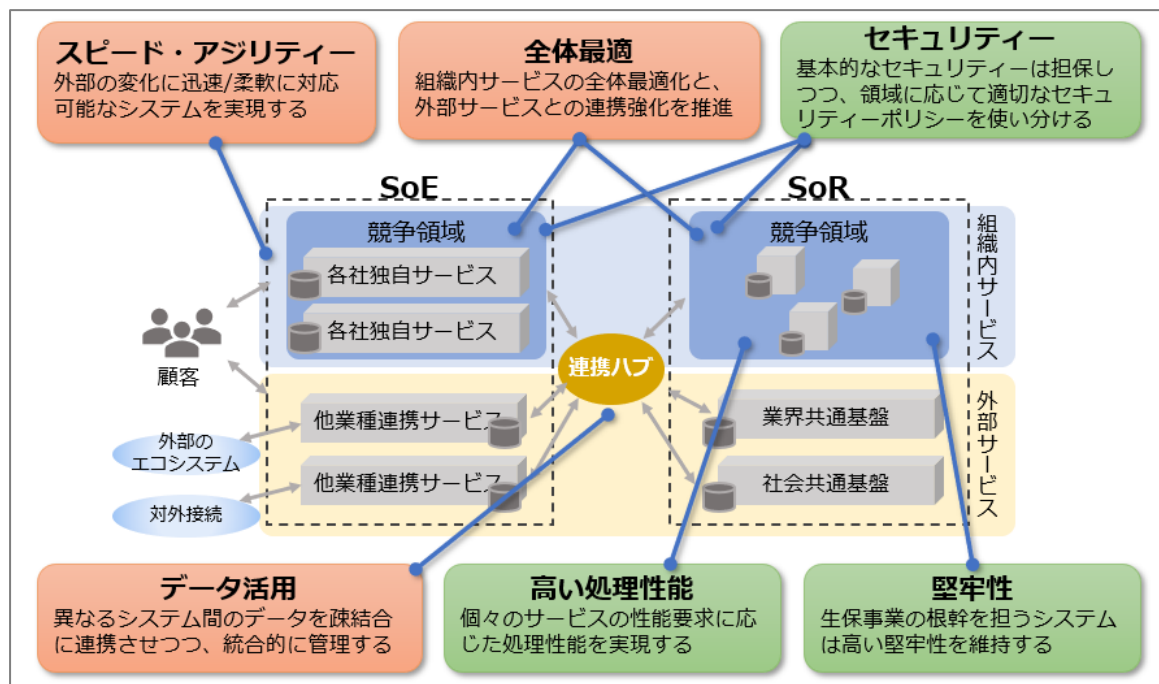 スピード・アジリティー
外部の変化に迅速/柔軟に対応
可能なシステムを実現する
全体最適
組織内サービスの全体最適化と、
外部サービスとの連携強化を推進
セキュリティー
基本的なセキュリティーは担保し
つつ、領域に応じて適切なセキュ
リティーポリシーを使い分ける
SoE
SoR
競争領域
各社独自サービス
各社独自サービス
競争領域
組織内サービス
顧客
連携ハブ
他業種連携サービス
他業種連携サービス
外部の
エコシステム
対外接続
業界共通基盤
社会共通基盤
外部サービス
データ活用
異なるシステム間のデータを疎結合
に連携させつつ、統合的に管理する
高い処理性能
個々のサービスの性能要求に応
じた処理性能を実現する
堅牢性
生保事業の根幹を担うシステム
は高い堅牢性を維持する